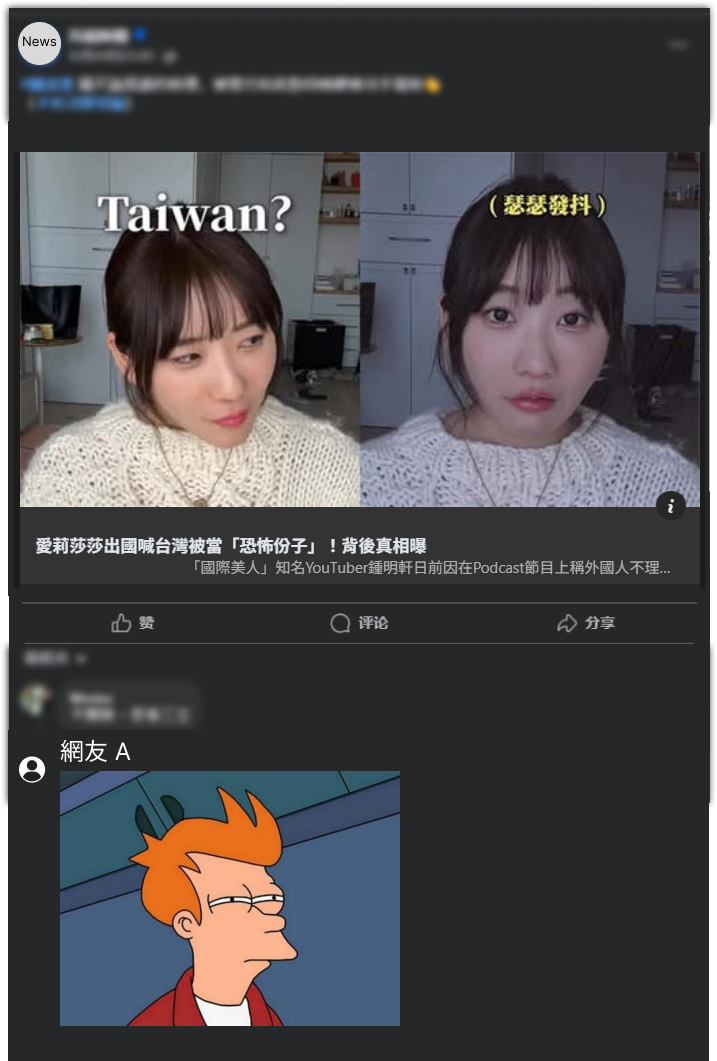 News
Taiwan?
（瑟瑟發抖）
愛莉莎莎出國喊台灣被當「恐怖份子」！背後真相曝
「國際美人」知名YouTuber鍾明軒日前因在Podcast節目上稱外國人不理...
赞 评论 分享
網友 A